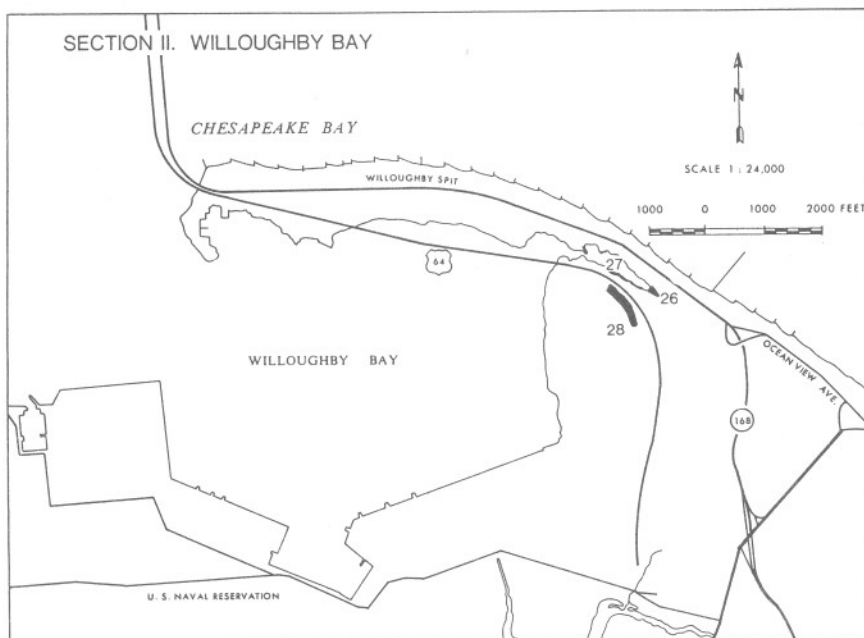 SECTION II. WILLOUGHBY BAY
CHESAPEAKE BAY
N
WILLOUGHBY SPIT
SCALE 1 : 24,000
1000 0 1000 2000 FEET
64
27
26
28
WILLOUGHBY BAY
OCEAN VIEW AVE.
168
U. S. NAVAL RESERVATION